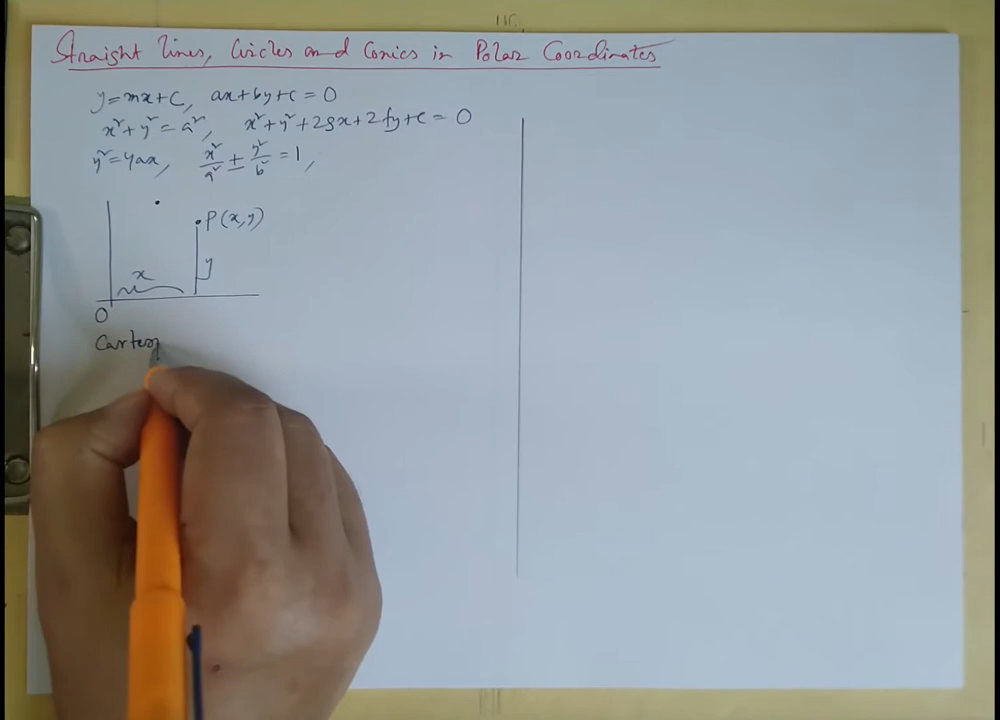 Straight lines, Circles and Conics in Polar Coordinates
y=mx+C, ax+by+c=0
x²+y²=a², x²+y²+2gx+2fy+c=0
y²=4ax, x²/a² ± y²/b² =1,
P(x,y)
x y
O
Cartes